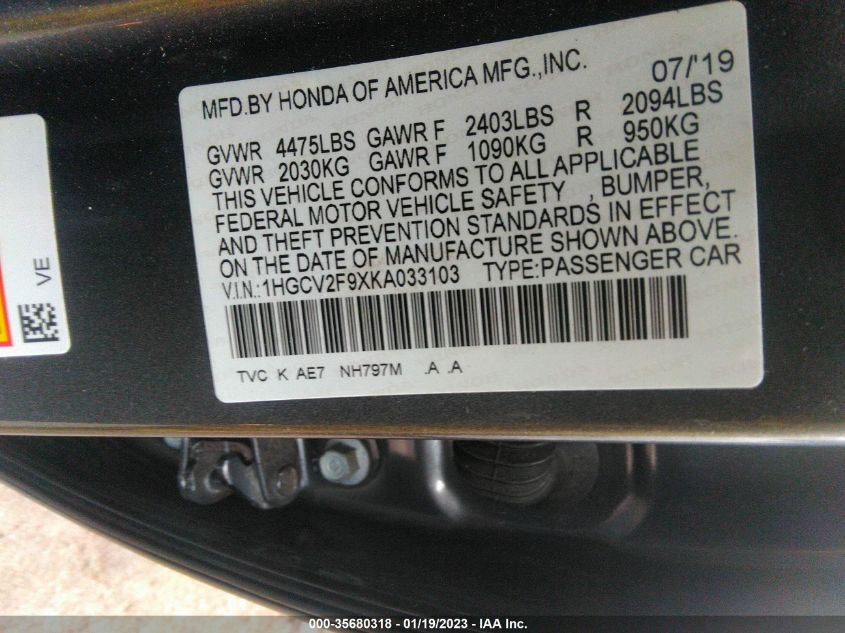 MFD.BY HONDA OF AMERICA MFG.,INC. 07/'19
GVWR 4475LBS GAWR F 2403LBS R 2094LBS
GVWR 2030KG GAWR F 1090KG R 950KG
THIS VEHICLE CONFORMS TO ALL APPLICABLE
FEDERAL MOTOR VEHICLE SAFETY , BUMPER,
AND THEFT PREVENTION STANDARDS IN EFFECT
ON THE DATE OF MANUFACTURE SHOWN ABOVE.
V.I.N.:1HGCV2F9XKA033103 TYPE:PASSENGER CAR
TVC K AE7 NH797M .A .A
VE
000-35680318 - 01/19/2023 - IAA Inc.